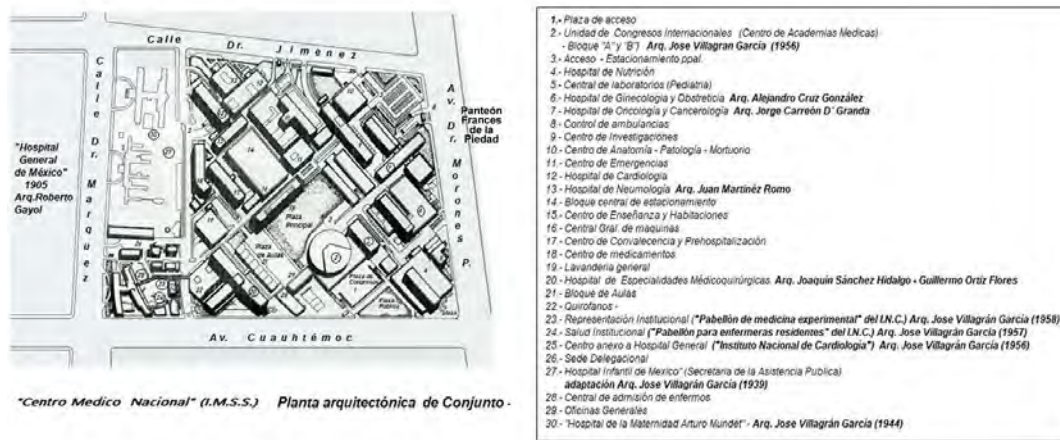 Calle Dr. Jiménez
Calle Dr. Marquez
Av. Dr. Morones P.
Panteón
Frances
de la
Piedad
"Hospital
General
de México"
1905
Arq.Roberto
Gayol
Plaza
Principal
Plaza
de Aulas
Av. Cuauhtémoc
"Centro Medico Nacional" (I.M.S.S.) Planta arquitectónica de Conjunto -
1.- Plaza de acceso
2.- Unidad de Congresos Internacionales (Centro de Academias Medicas)
- Bloque "A" y "B") Arq. Jose Villagran García (1956)
3.- Acceso - Estacionamiento ppal.
4.- Hospital de Nutrición
5.- Central de laboratorios (Pediatria)
6.- Hospital de Ginecologia y Obstetricia Arq. Alejandro Cruz González
7.- Hospital de Oncología y Cancerología Arq. Jorge Carreón D´ Granda
8.- Control de ambulancias
9.- Centro de Investigaciones
10.- Centro de Anatomía - Patología - Mortuorio
11.- Centro de Emergencias
12.- Hospital de Cardiología
13.- Hospital de Neumología Arq. Juan Martinéz Romo
14.- Bloque central de estacionamiento
15.- Centro de Enseñanza y Habitaciones
16.- Central Gral. de maquinas
17.- Centro de Convalecencia y Prehospitalización
18.- Centro de medicamentos
19.- Lavanderia general
20.- Hospital de Especialidades Médicoquirúrgicas. Arq. Joaquín Sánchez Hidalgo - Guillermo Ortíz Flores
21.- Bloque de Aulas
22.- Quirofanos -
23.- Representación Institucional ("Pabellón de medicina experimental" del I.N.C.) Arq. Jose Villagrán García (1958)
24.- Salud Institucional ("Pabellón para enfermeras residentes" del I.N.C.) Arq. Jose Villagrán García (1957)
25.- Centro anexo a Hospital General ("Instituto Nacional de Cardiología") Arq. Jose Villagrán García (1956)
26.- Sede Delegacional
27.- Hospital Infantil de Mexico" (Secretaria de la Asistencia Publica)
adaptación Arq. Jose Villagrán García (1939)
28.- Central de admisión de enfermos
29.- Oficinas Generales
30.- "Hospital de la Maternidad Arturo Mundet" - Arq. Jose Villagrán García (1944)